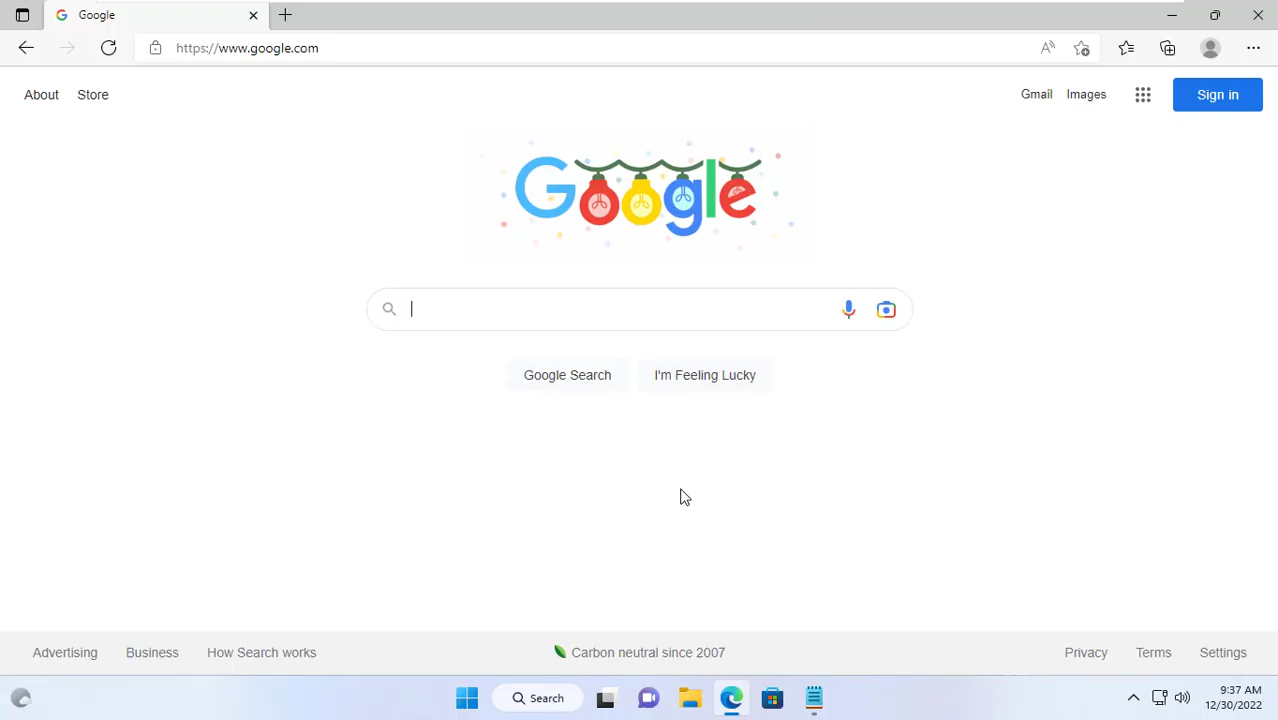 Google
https://www.google.com
About Store
Gmail Images Sign in
Google
Google Search I'm Feeling Lucky
Advertising Business How Search works Carbon neutral since 2007 Privacy Terms Settings
Search
9:37 AM
12/30/2022